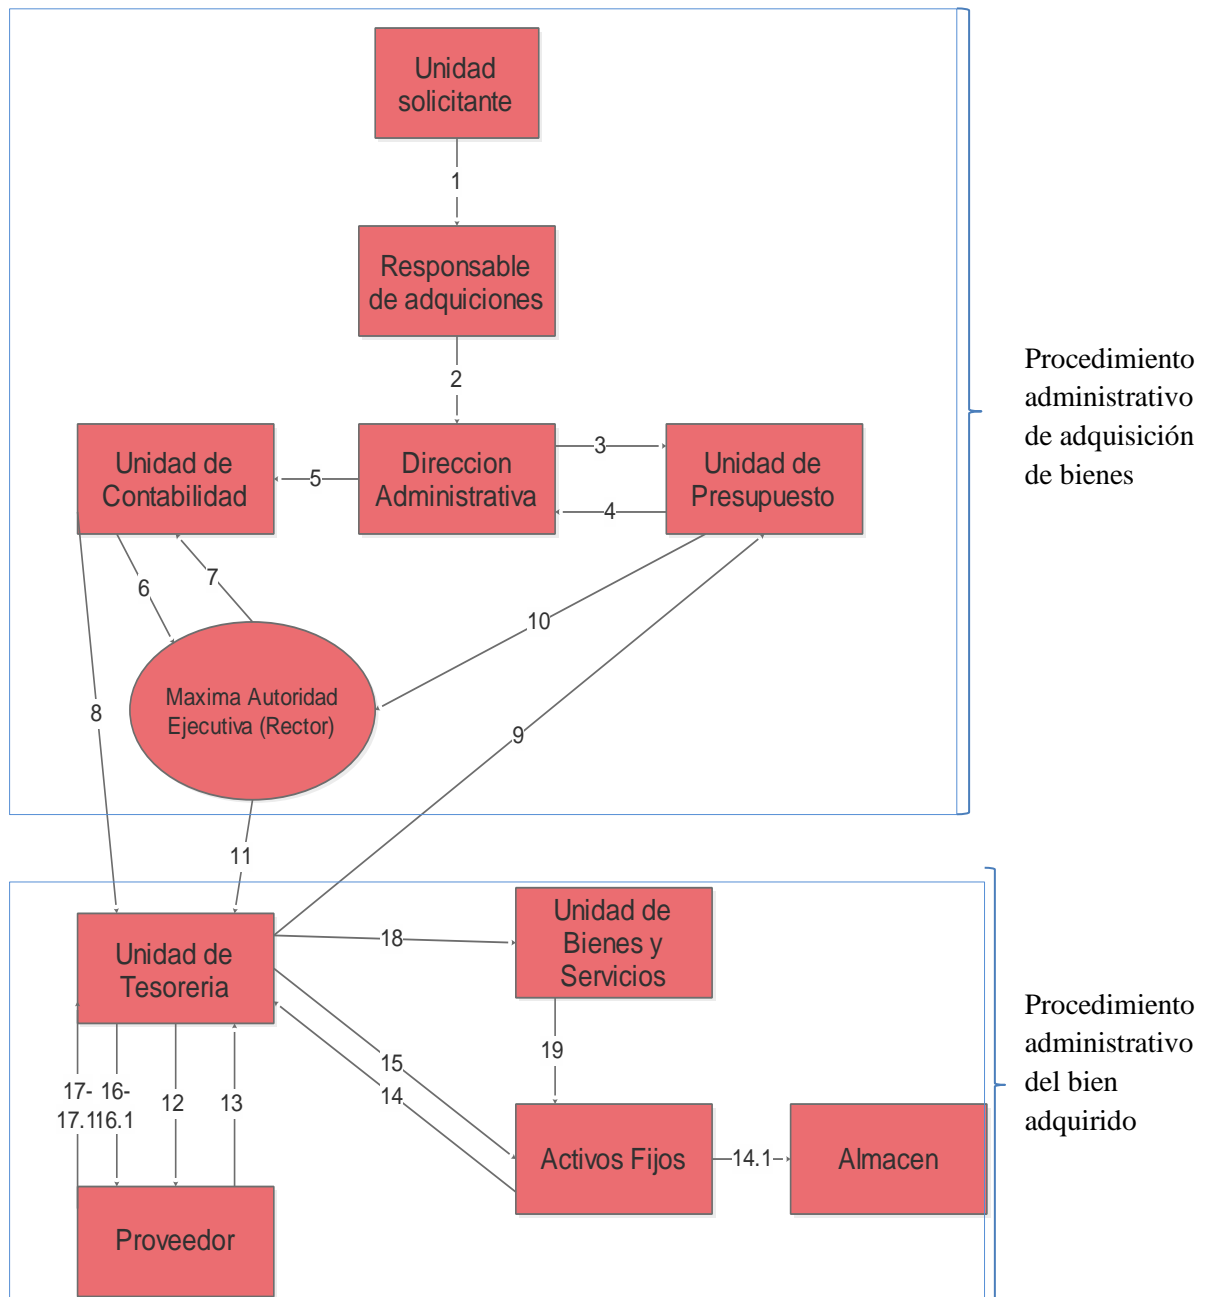 Unidad
solicitante
1
Responsable
de adquiciones
2
Unidad de
Contabilidad
5
Direccion
Administrativa
3
4
Unidad de
Presupuesto
6
7
10
Maxima Autoridad
Ejecutiva (Rector)
8
9
11
Procedimiento
administrativo
de adquisición
de bienes
Unidad de
Tesoreria
18
Unidad de
Bienes y
Servicios
19
15
14
17-
17.1
16-
16.1
12
13
Activos Fijos
14.1
Almacen
Proveedor
Procedimiento
administrativo
del bien
adquirido